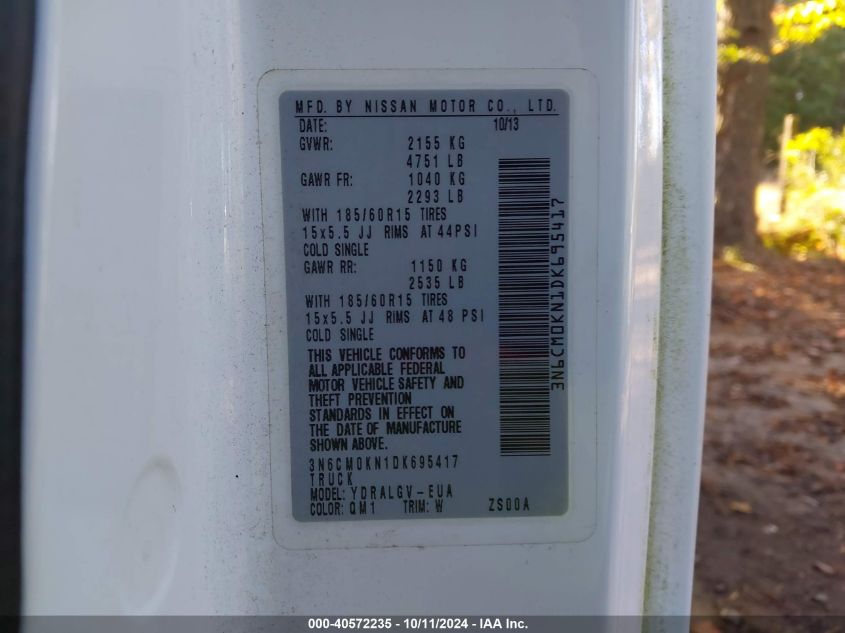 MFD. BY NISSAN MOTOR CO., LTD.
DATE: 10/13
GVWR: 2155 KG
4751 LB
GAWR FR: 1040 KG
2293 LB
WITH 185/60R15 TIRES
15x5.5 JJ RIMS AT 44PSI
COLD SINGLE
GAWR RR: 1150 KG
2535 LB
WITH 185/60R15 TIRES
15x5.5 JJ RIMS AT 48 PSI
COLD SINGLE
THIS VEHICLE CONFORMS TO
ALL APPLICABLE FEDERAL
MOTOR VEHICLE SAFETY AND
THEFT PREVENTION
STANDARDS IN EFFECT ON
THE DATE OF MANUFACTURE
SHOWN ABOVE.
3N6CM0KN1DK695417
TRUCK
MODEL: YDRALGV-EUA
COLOR: QM1 TRIM: W ZS00A
3N6CM0KN1DK695417
000-40572235 - 10/11/2024 - IAA Inc.